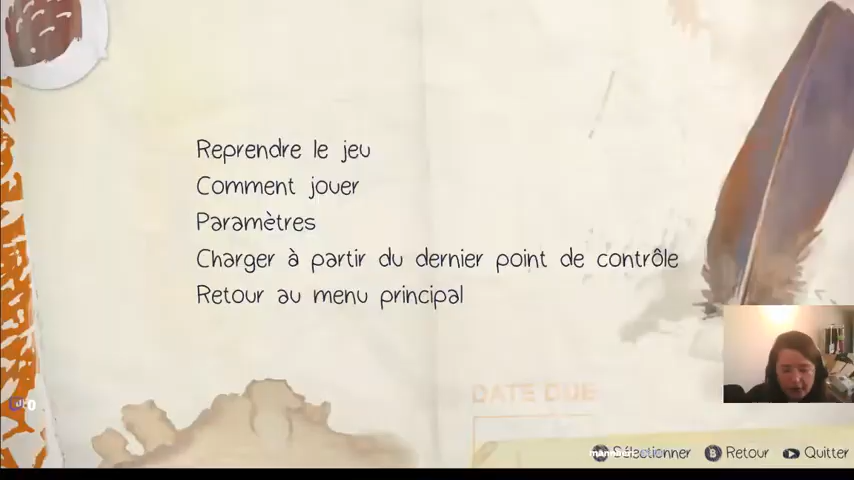 Reprendre le jeu
Comment jouer
Paramètres
Charger à partir du dernier point de contrôle
Retour au menu principal
DATE DUE
Sélectionner
B Retour
Quitter